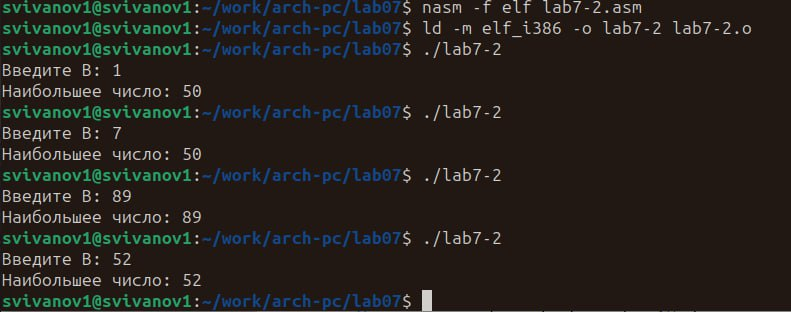 svivanov1@svivanov1:~/work/arch-pc/lab07$ nasm -f elf lab7-2.asm
svivanov1@svivanov1:~/work/arch-pc/lab07$ ld -m elf_i386 -o lab7-2 lab7-2.o
svivanov1@svivanov1:~/work/arch-pc/lab07$ ./lab7-2
Введите B: 1
Наибольшее число: 50
svivanov1@svivanov1:~/work/arch-pc/lab07$ ./lab7-2
Введите B: 7
Наибольшее число: 50
svivanov1@svivanov1:~/work/arch-pc/lab07$ ./lab7-2
Введите B: 89
Наибольшее число: 89
svivanov1@svivanov1:~/work/arch-pc/lab07$ ./lab7-2
Введите B: 52
Наибольшее число: 52
svivanov1@svivanov1:~/work/arch-pc/lab07$